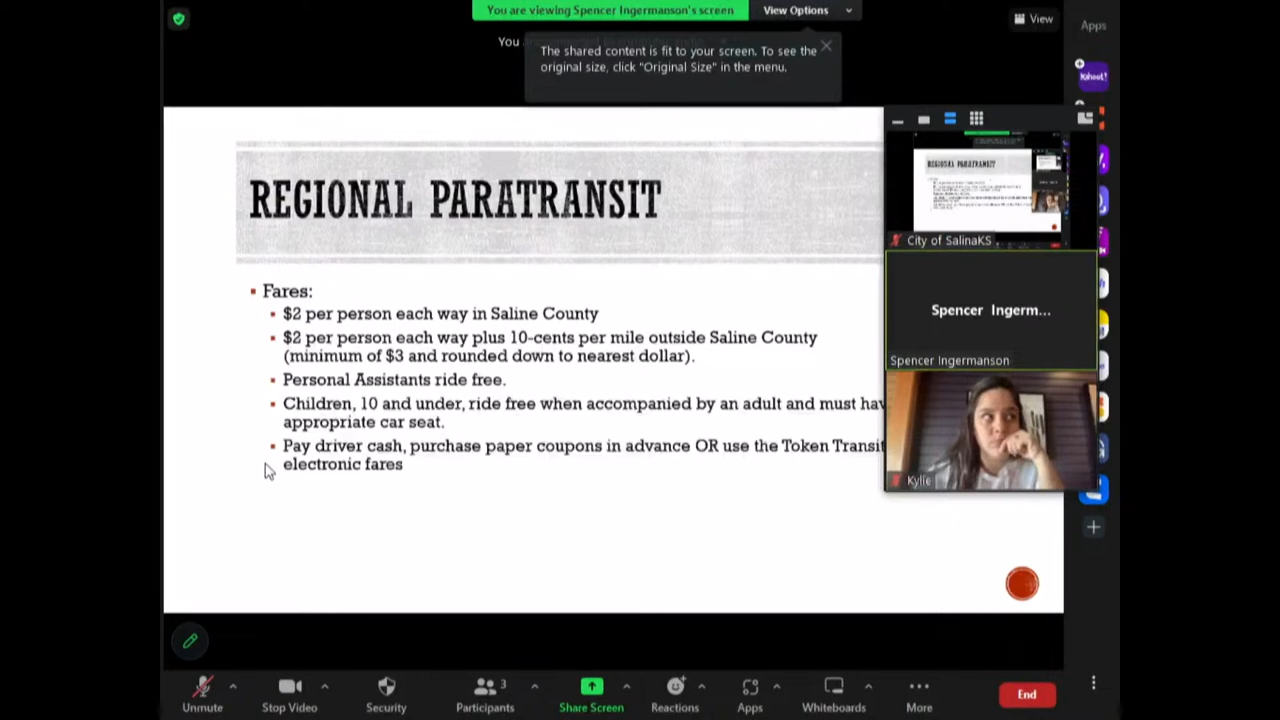 You are viewing Spencer Ingermanson's screen
View Options
View
Apps
You
The shared content is fit to your screen. To see the
original size, click "Original Size" in the menu.
Kahoot!
REGIONAL PARATRANSIT
REGIONAL PARATRANSIT
City of SalinaKS
Fares:
$2 per person each way in Saline County
$2 per person each way plus 10-cents per mile outside Saline County
(minimum of $3 and rounded down to nearest dollar).
Personal Assistants ride free.
Children, 10 and under, ride free when accompanied by an adult and must hav
appropriate car seat.
Pay driver cash, purchase paper coupons in advance OR use the Token Transit
electronic fares
Spencer Ingerm...
Spencer Ingermanson
Kylie
Unmute
Stop Video
Security
Participants
3
Share Screen
Reactions
Apps
Whiteboards
More
End